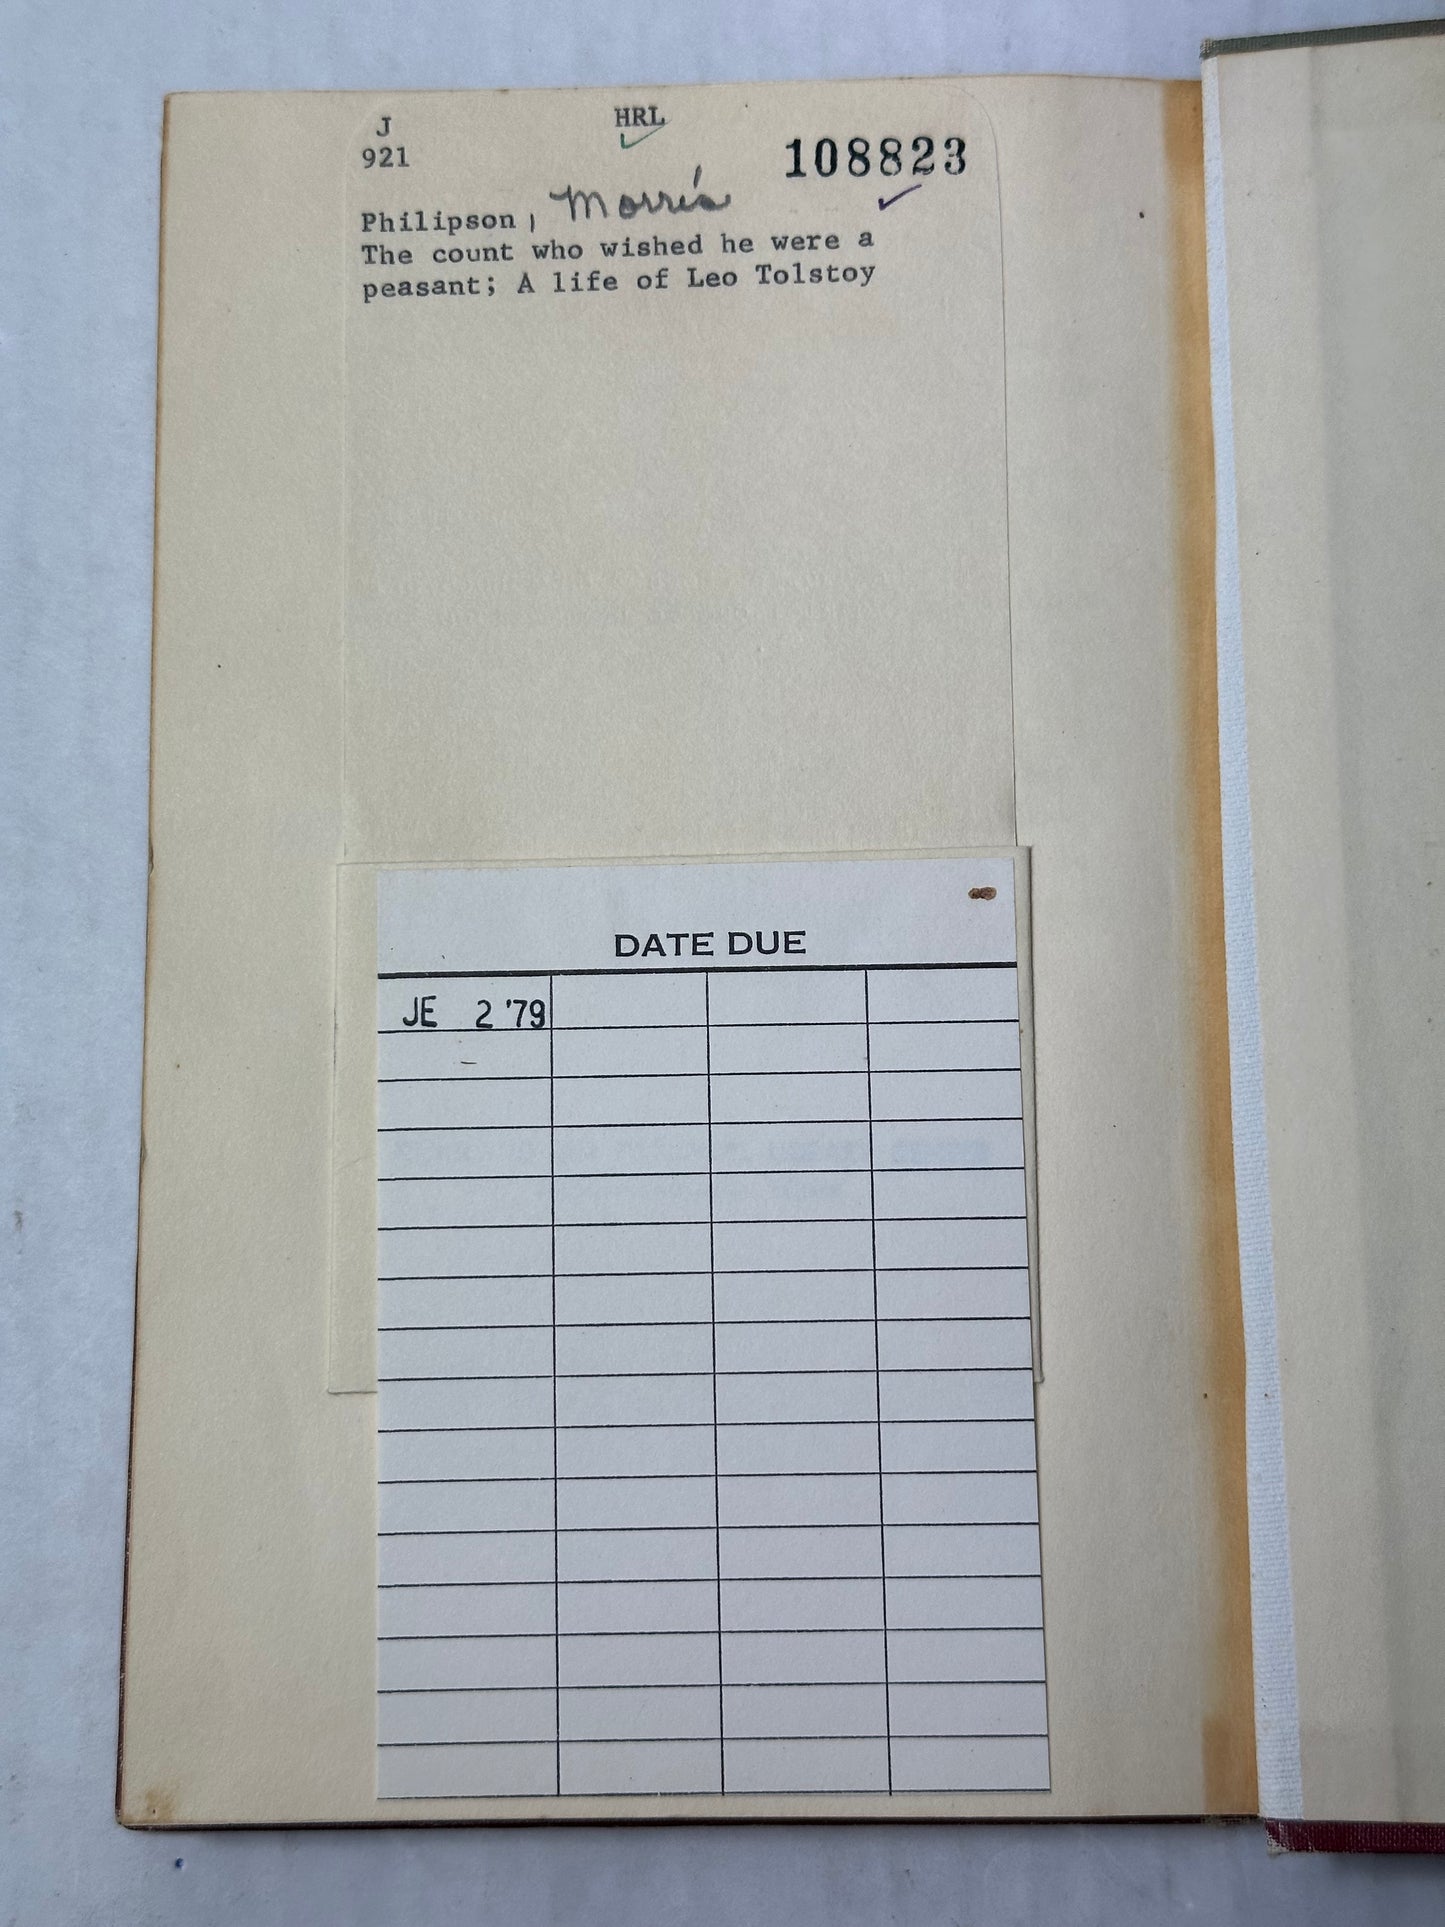 J
HRL
921
108823
Philipson, Morris
The count who wished he were a
peasant; A life of Leo Tolstoy
DATE DUE
JE 2 '79